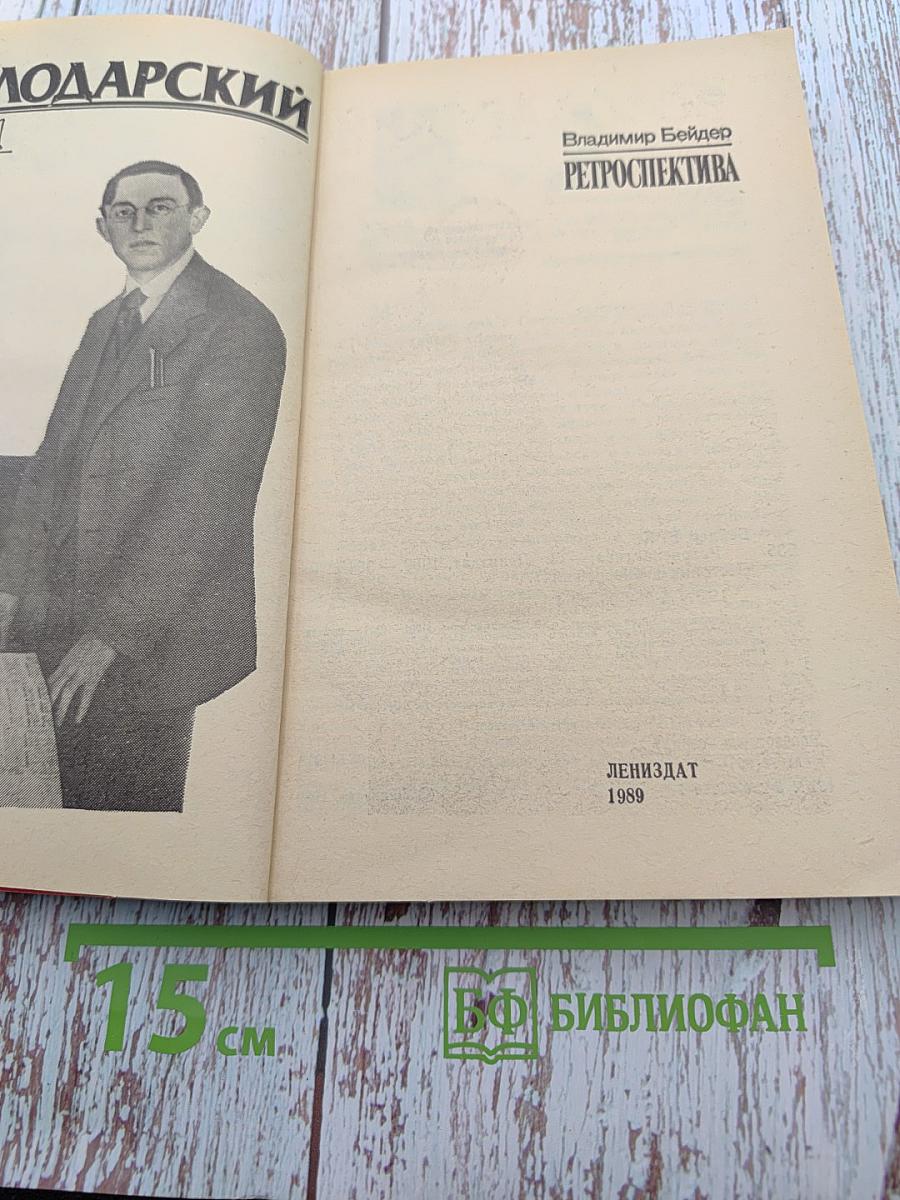 ЛОДАРСКИЙ
Владимир Бейдер
РЕТРОСПЕКТИВА
ЛЕНИЗДАТ
1989
15 см
БФ БИБЛИОФАН